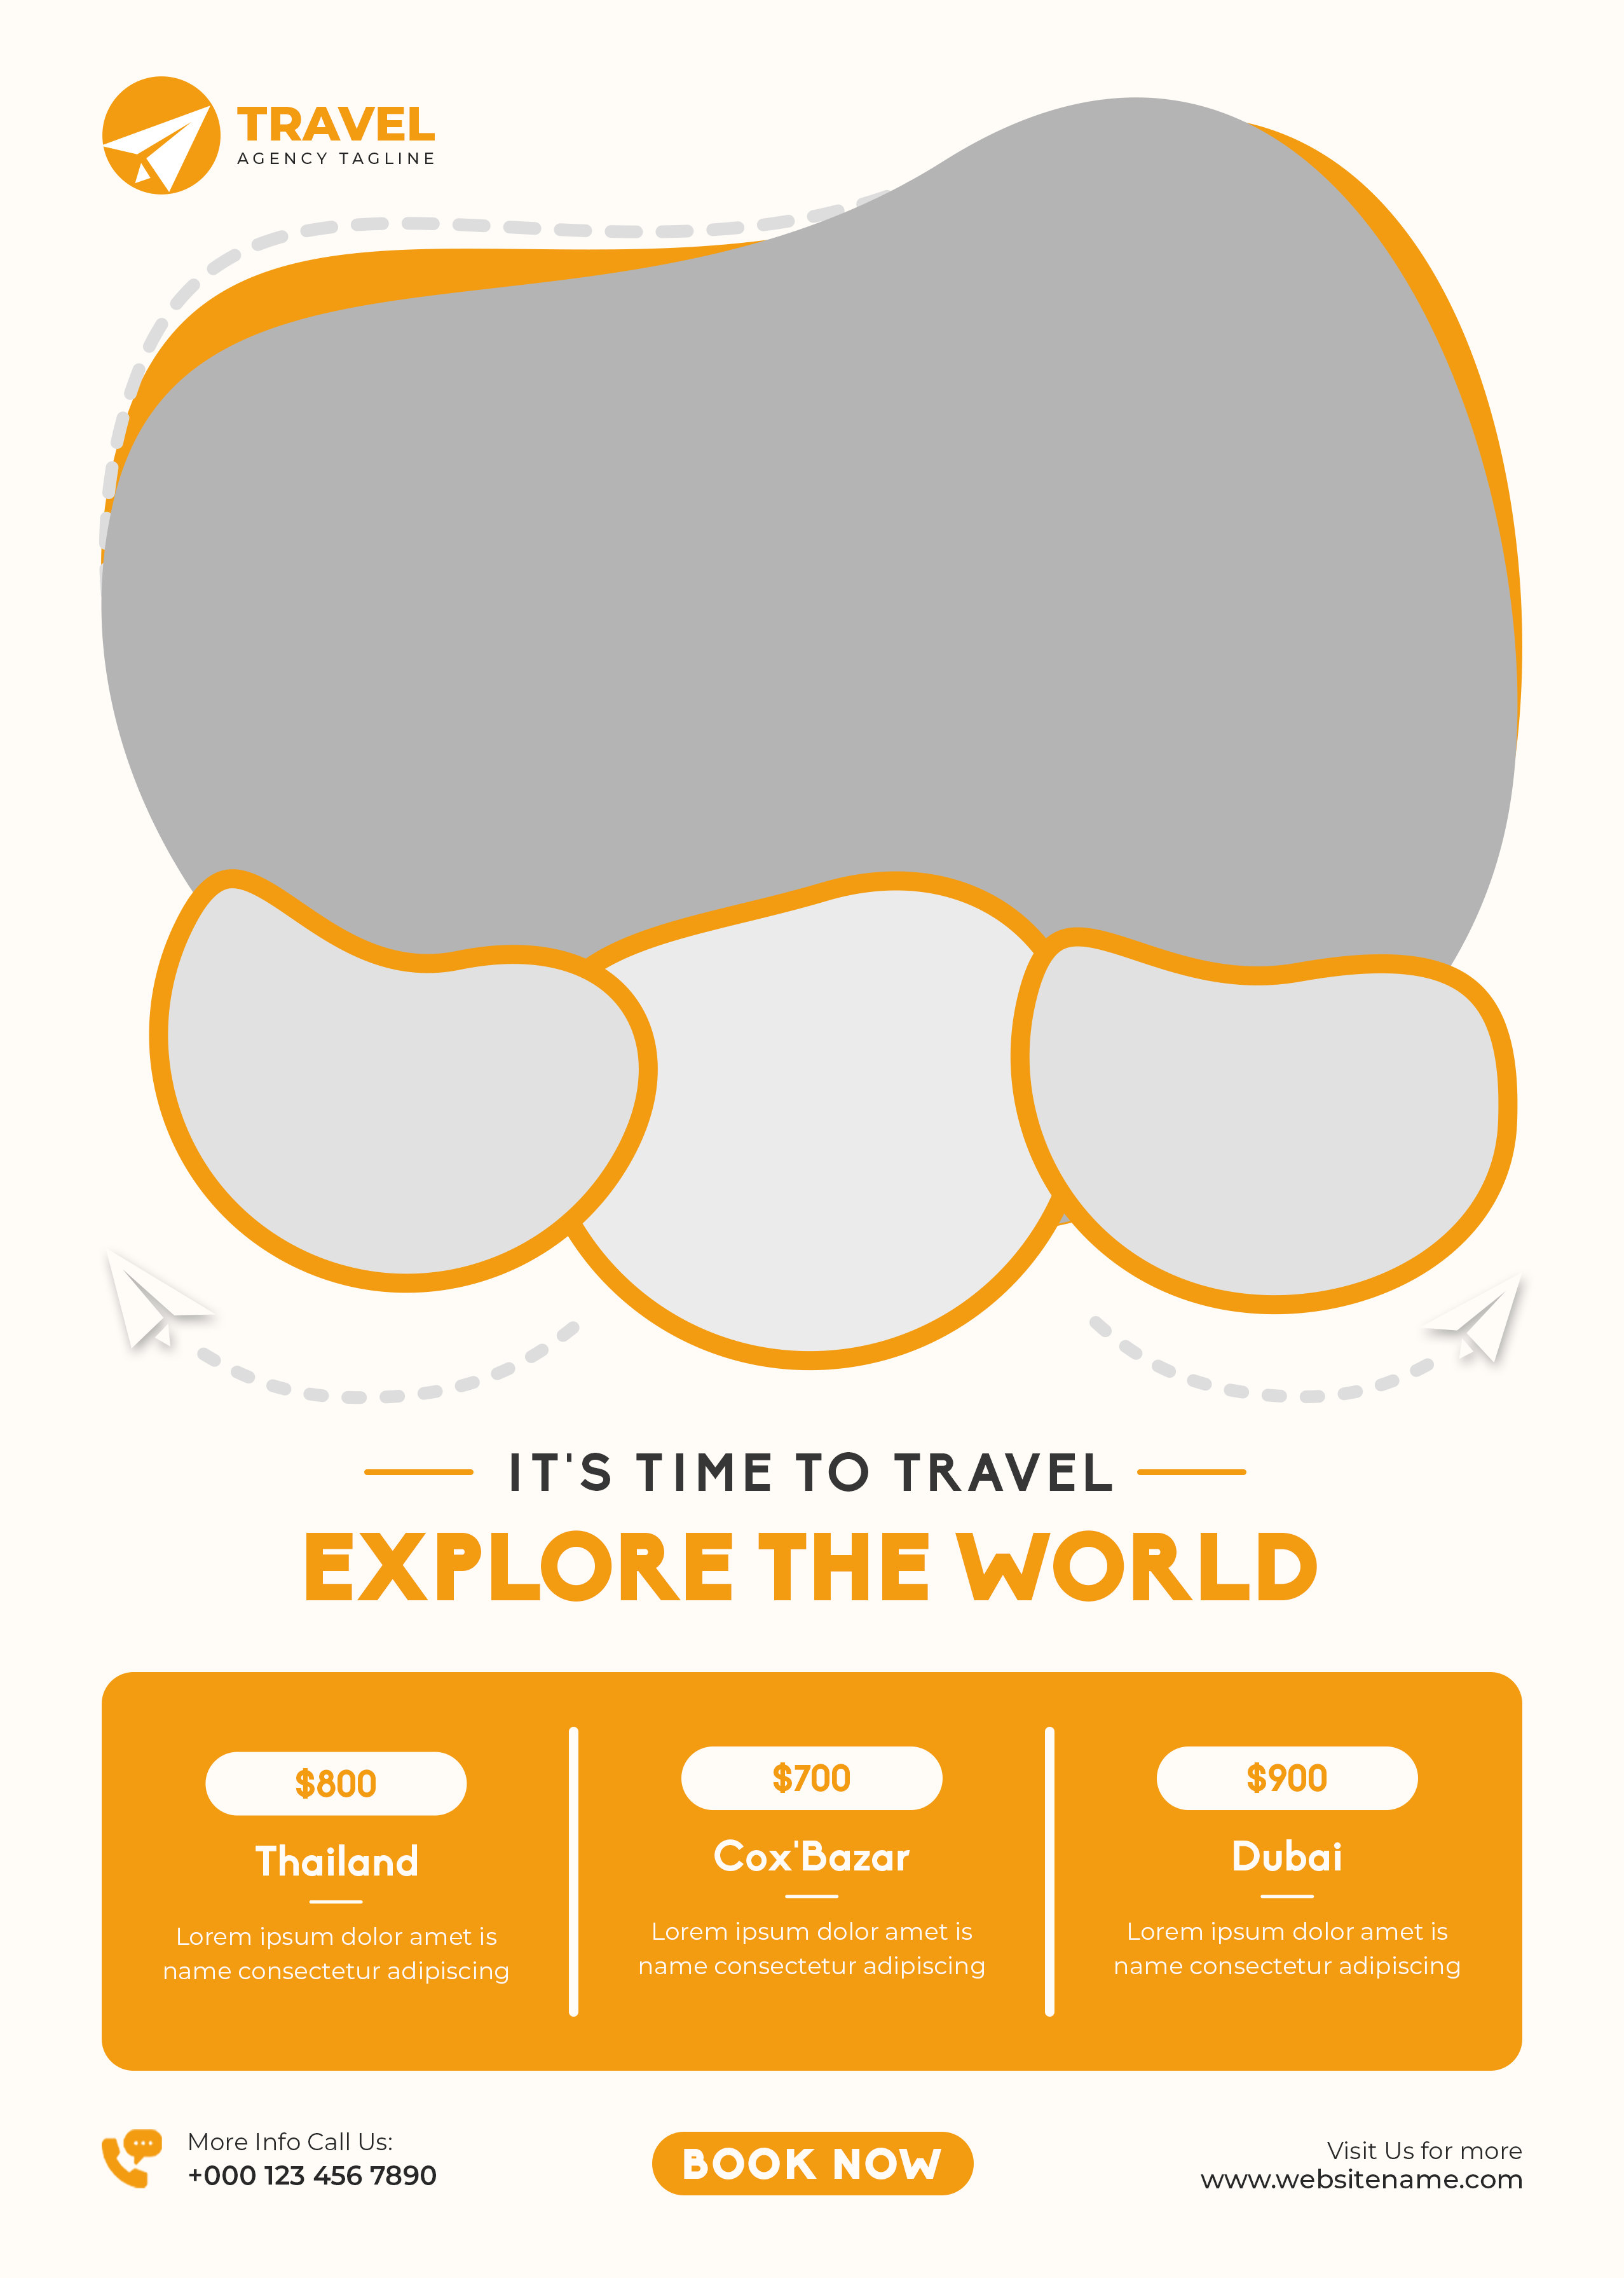 TRAVEL
AGENCY TAGLINE
IT'S TIME TO TRAVEL
EXPLORE THE WORLD
$800
Thailand
Lorem ipsum dolor amet is
name consectetur adipiscing
$700
Cox'Bazar
Lorem ipsum dolor amet is
name consectetur adipiscing
$900
Dubai
Lorem ipsum dolor amet is
name consectetur adipiscing
More Info Call Us:
+000 123 456 7890
BOOK NOW
Visit Us for more
www.websitename.com